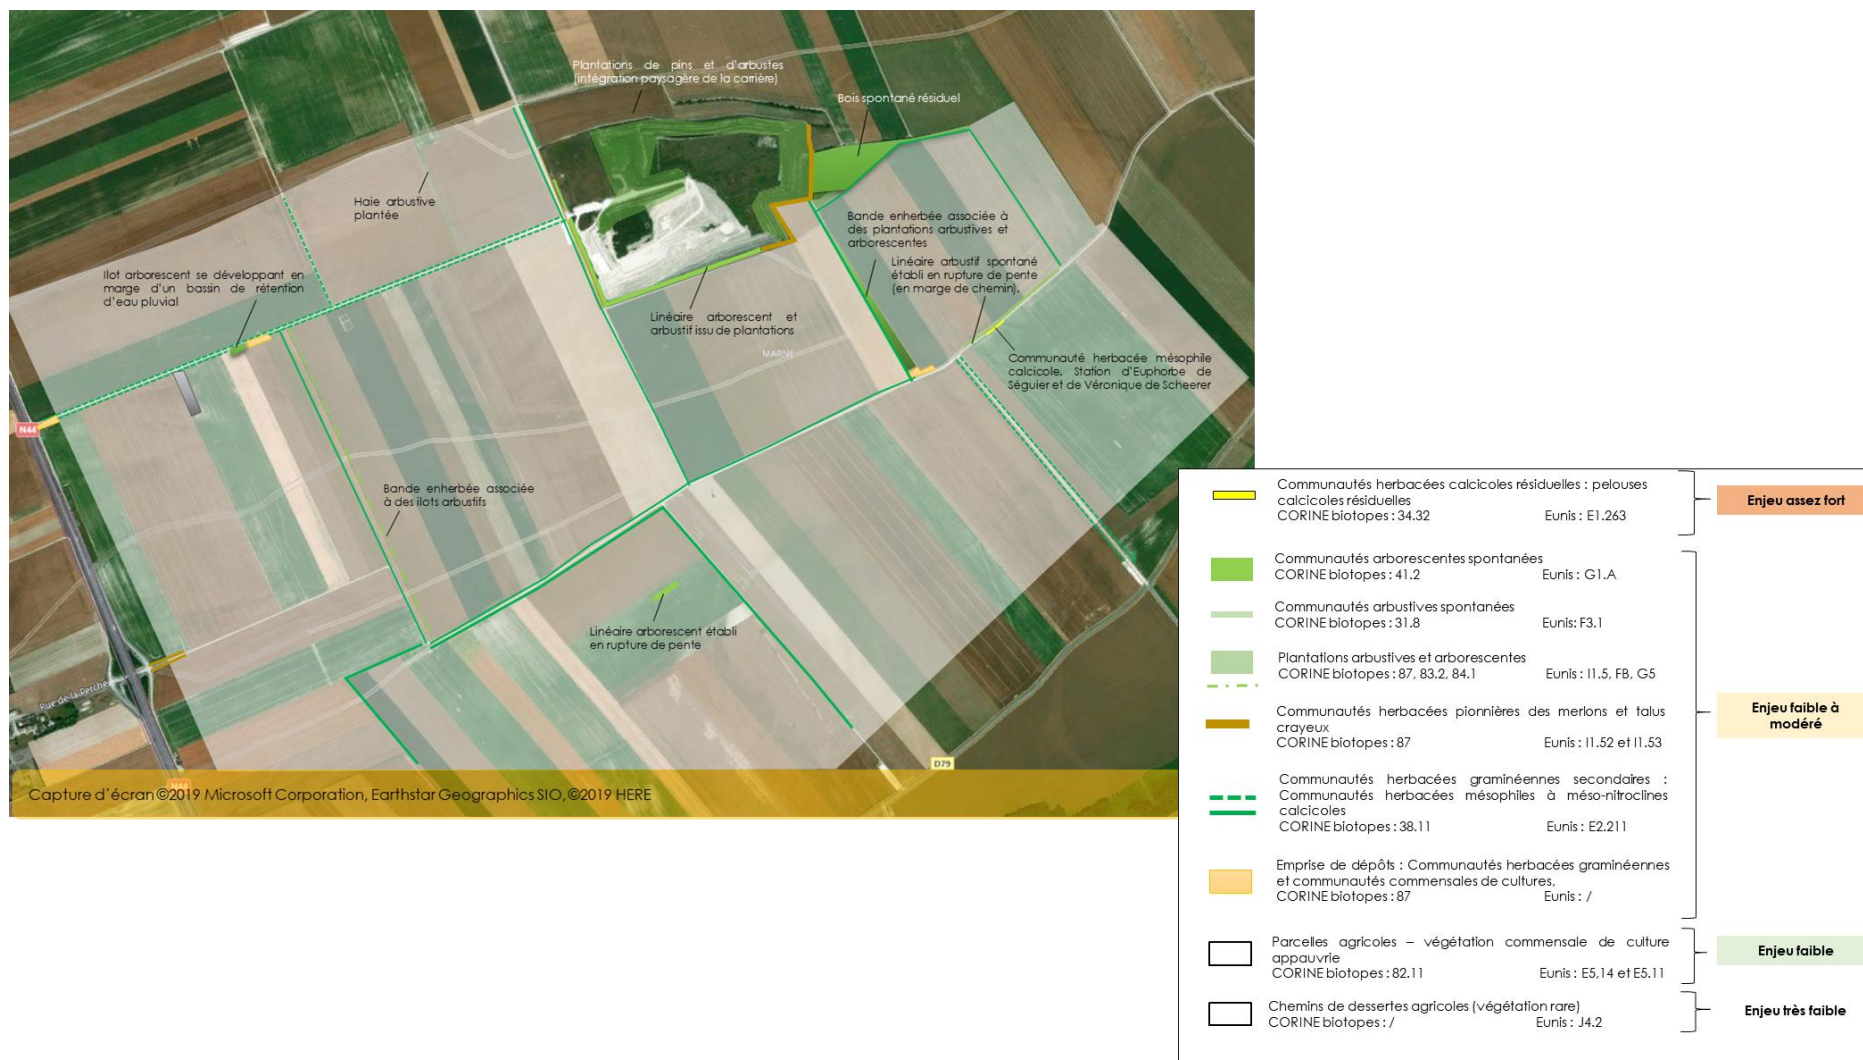 Plantations de pins et d'arbustes
(intégration paysagère de la carrière)
Bois spontané résiduel
Haie arbustive
plantée
Bande enherbée associée à
des plantations arbustives et
arborescentes
Linéaire arbustif spontané
établi en rupture de pente
(en marge de chemin).
Ilot arborescent se développant en
marge d'un bassin de rétention
d'eau pluvial
Linéaire arborescent et
arbustif issu de plantations
MARNE
Communauté herbacée mésophile
calcicole. Station d'Euphorbe de
Séguier et de Véronique de Scheerer
N44
Bande enherbée associée
à des ilots arbustifs
Linéaire arborescent établi
en rupture de pente
Rue de la Perche
D79
N44
Capture d'écran ©2019 Microsoft Corporation, Earthstar Geographics SIO, ©2019 HERE
Communautés herbacées calcicoles résiduelles : pelouses
calcicoles résiduelles
CORINE biotopes : 34.32 Eunis : E1.263
Enjeu assez fort
Communautés arborescentes spontanées
CORINE biotopes : 41.2 Eunis : G1.A
Communautés arbustives spontanées
CORINE biotopes : 31.8 Eunis: F3.1
Plantations arbustives et arborescentes
CORINE biotopes : 87, 83.2, 84.1 Eunis : I1.5, FB, G5
Communautés herbacées pionnières des merlons et talus
crayeux
CORINE biotopes : 87 Eunis : I1.52 et I1.53
Enjeu faible à
modéré
Communautés herbacées graminéennes secondaires :
Communautés herbacées mésophiles à méso-nitroclines
calcicoles
CORINE biotopes : 38.11 Eunis : E2.211
Emprise de dépôts : Communautés herbacées graminéennes
et communautés commensales de cultures,
CORINE biotopes : 87 Eunis : /
Parcelles agricoles – végétation commensale de culture
appauvrie
CORINE biotopes : 82.11 Eunis : E5,14 et E5.11
Enjeu faible
Chemins de dessertes agricoles (végétation rare)
CORINE biotopes : / Eunis : J4.2
Enjeu très faible